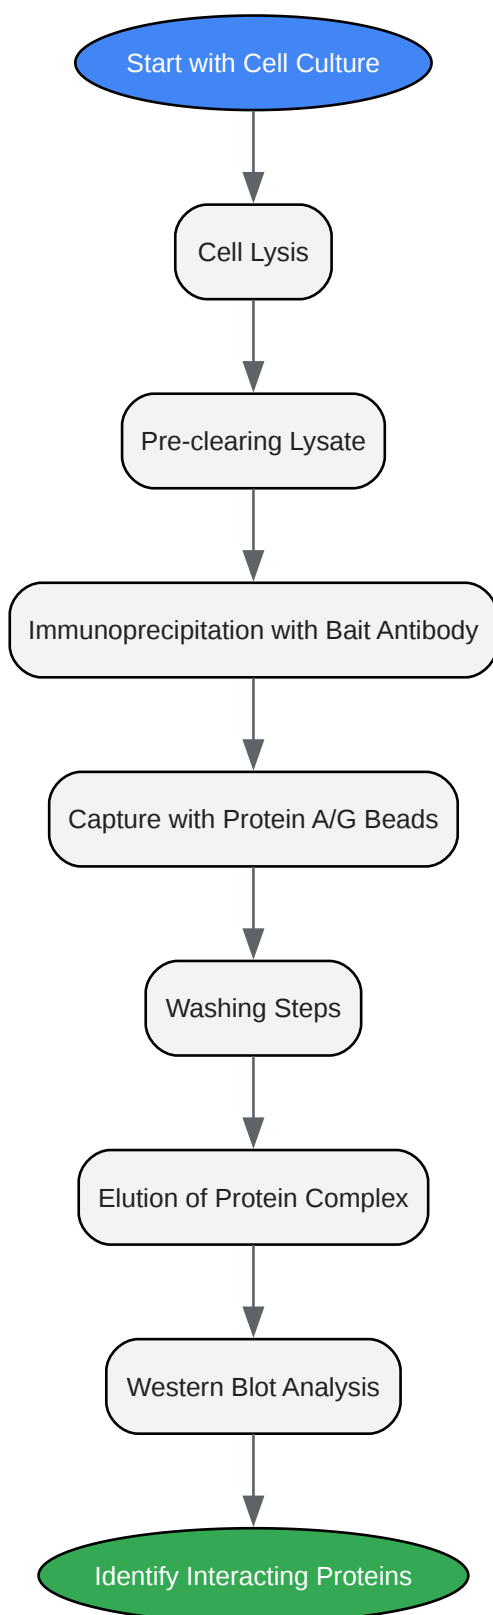 Start with Cell Culture
Cell Lysis
Pre-clearing Lysate
Immunoprecipitation with Bait Antibody
Capture with Protein A/G Beads
Washing Steps
Elution of Protein Complex
Western Blot Analysis
Identify Interacting Proteins